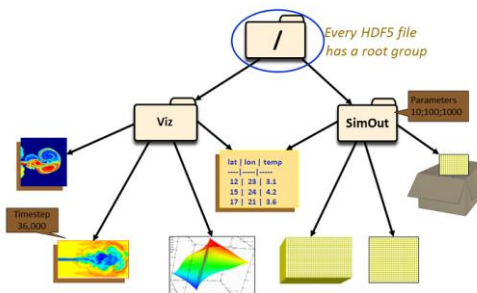 /
Every HDF5 file
has a root group
Parameters
10;100;1000
Viz
SimOut
lat | lon | temp
----|-----|-----
12 | 23 | 3.1
15 | 24 | 4.2
17 | 21 | 3.6
Timestep
36,000